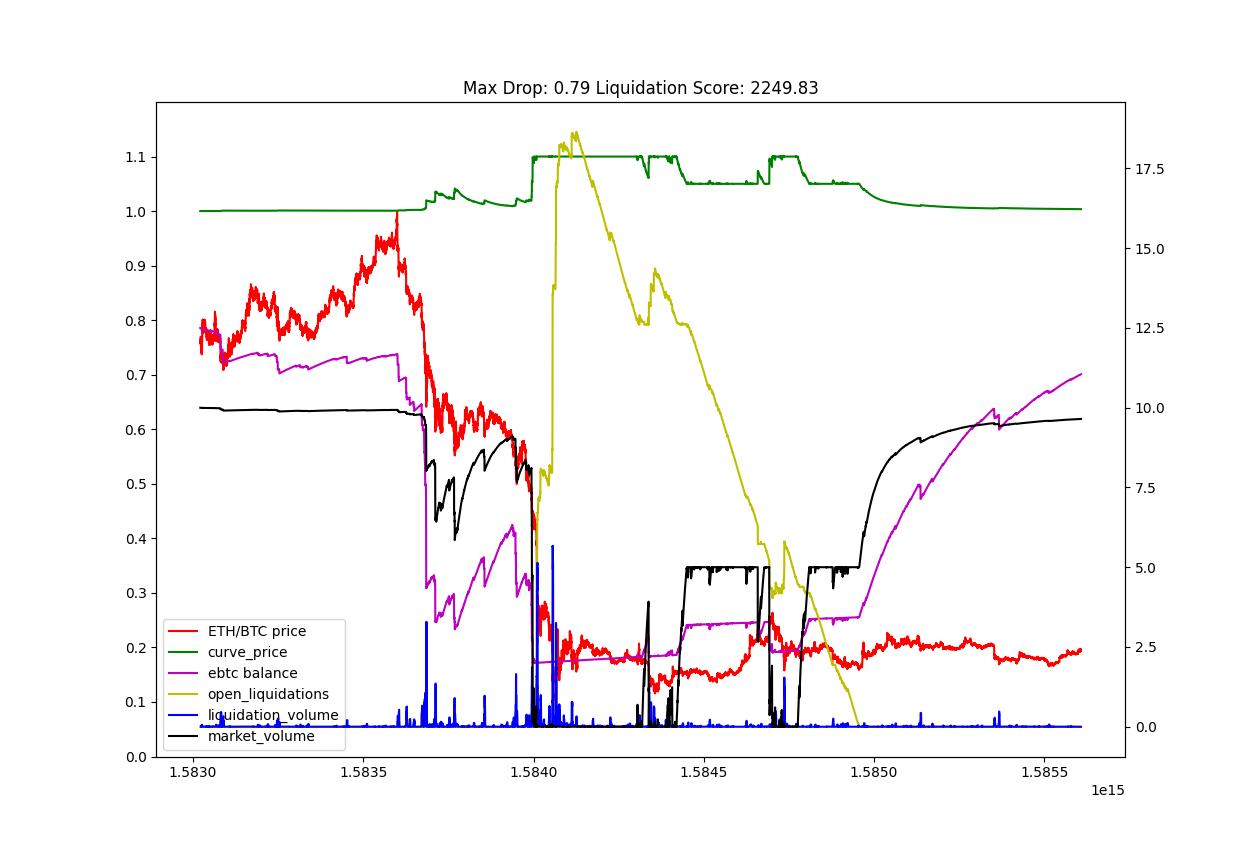 Max Drop: 0.79 Liquidation Score: 2249.83
1.1
1.0
0.9
0.8
0.7
0.6
0.5
0.4
0.3
0.2
0.1
0.0
17.5
15.0
12.5
10.0
7.5
5.0
2.5
0.0
ETH/BTC price
curve_price
ebtc balance
open_liquidations
liquidation_volume
market_volume
1.5830 1.5835 1.5840 1.5845 1.5850 1.5855
1e15